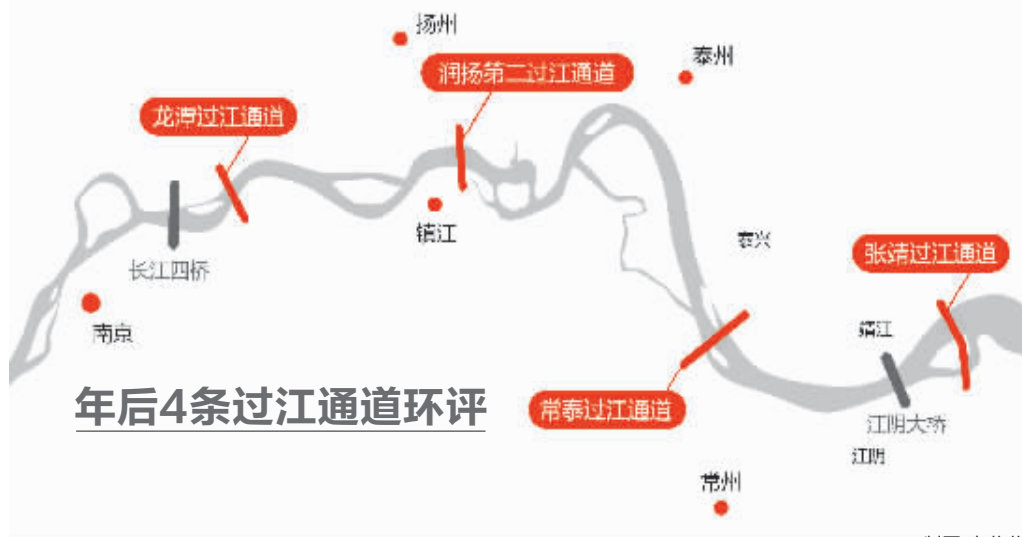 扬州
泰州
润扬第二过江通道
龙潭过江通道
镇江
泰兴
张靖过江通道
长江四桥
南京
靖江
年后4条过江通道环评
常泰过江通道
江阴大桥
江阴
常州